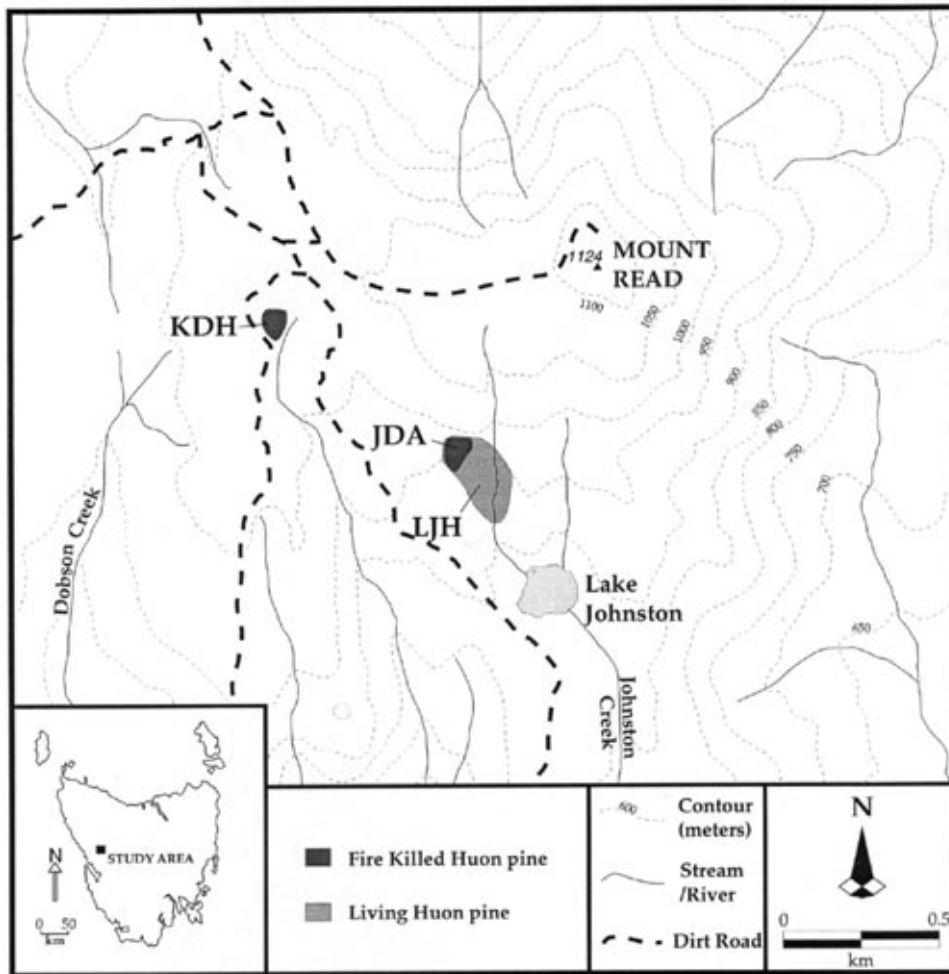 1124
MOUNT
READ
1100
1050
1000
950
900
850
800
750
700
650
KDH
JDA
LJH
Lake
Johnston
Dobson Creek
Johnston
Creek
N
STUDY AREA
0 50
km
Fire Killed Huon pine
Living Huon pine
600
Contour
(meters)
Stream
/River
Dirt Road
N
0 0.5
km